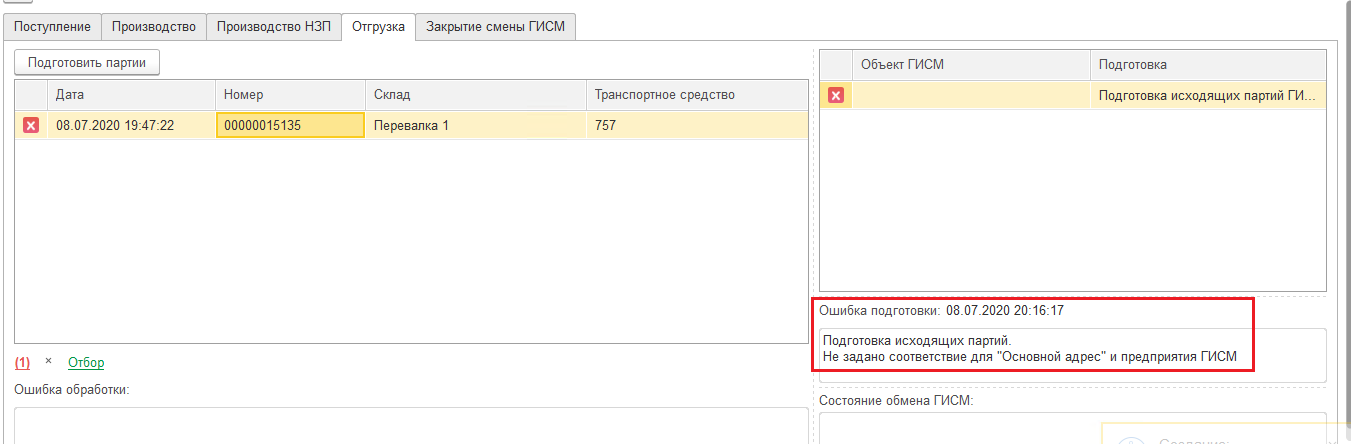 Поступление Производство Производство НЗП Отгрузка Закрытие смены ГИСМ
Подготовить партии
Дата Номер Склад Транспортное средство
08.07.2020 19:47:22 00000015135 Перевалка 1 757
(1) × Отбор
Ошибка обработки:
Объект ГИСМ Подготовка
Подготовка исходящих партий ГИ...
Ошибка подготовки: 08.07.2020 20:16:17
Подготовка исходящих партий.
Не задано соответствие для "Основной адрес" и предприятия ГИСМ
Состояние обмена ГИСМ: